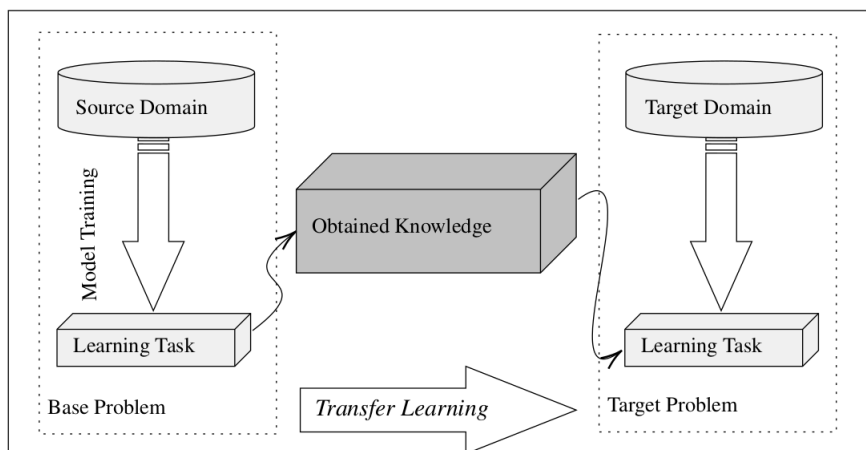 Source Domain
Target Domain
Model Training
Obtained Knowledge
Learning Task
Learning Task
Base Problem
Transfer Learning
Target Problem